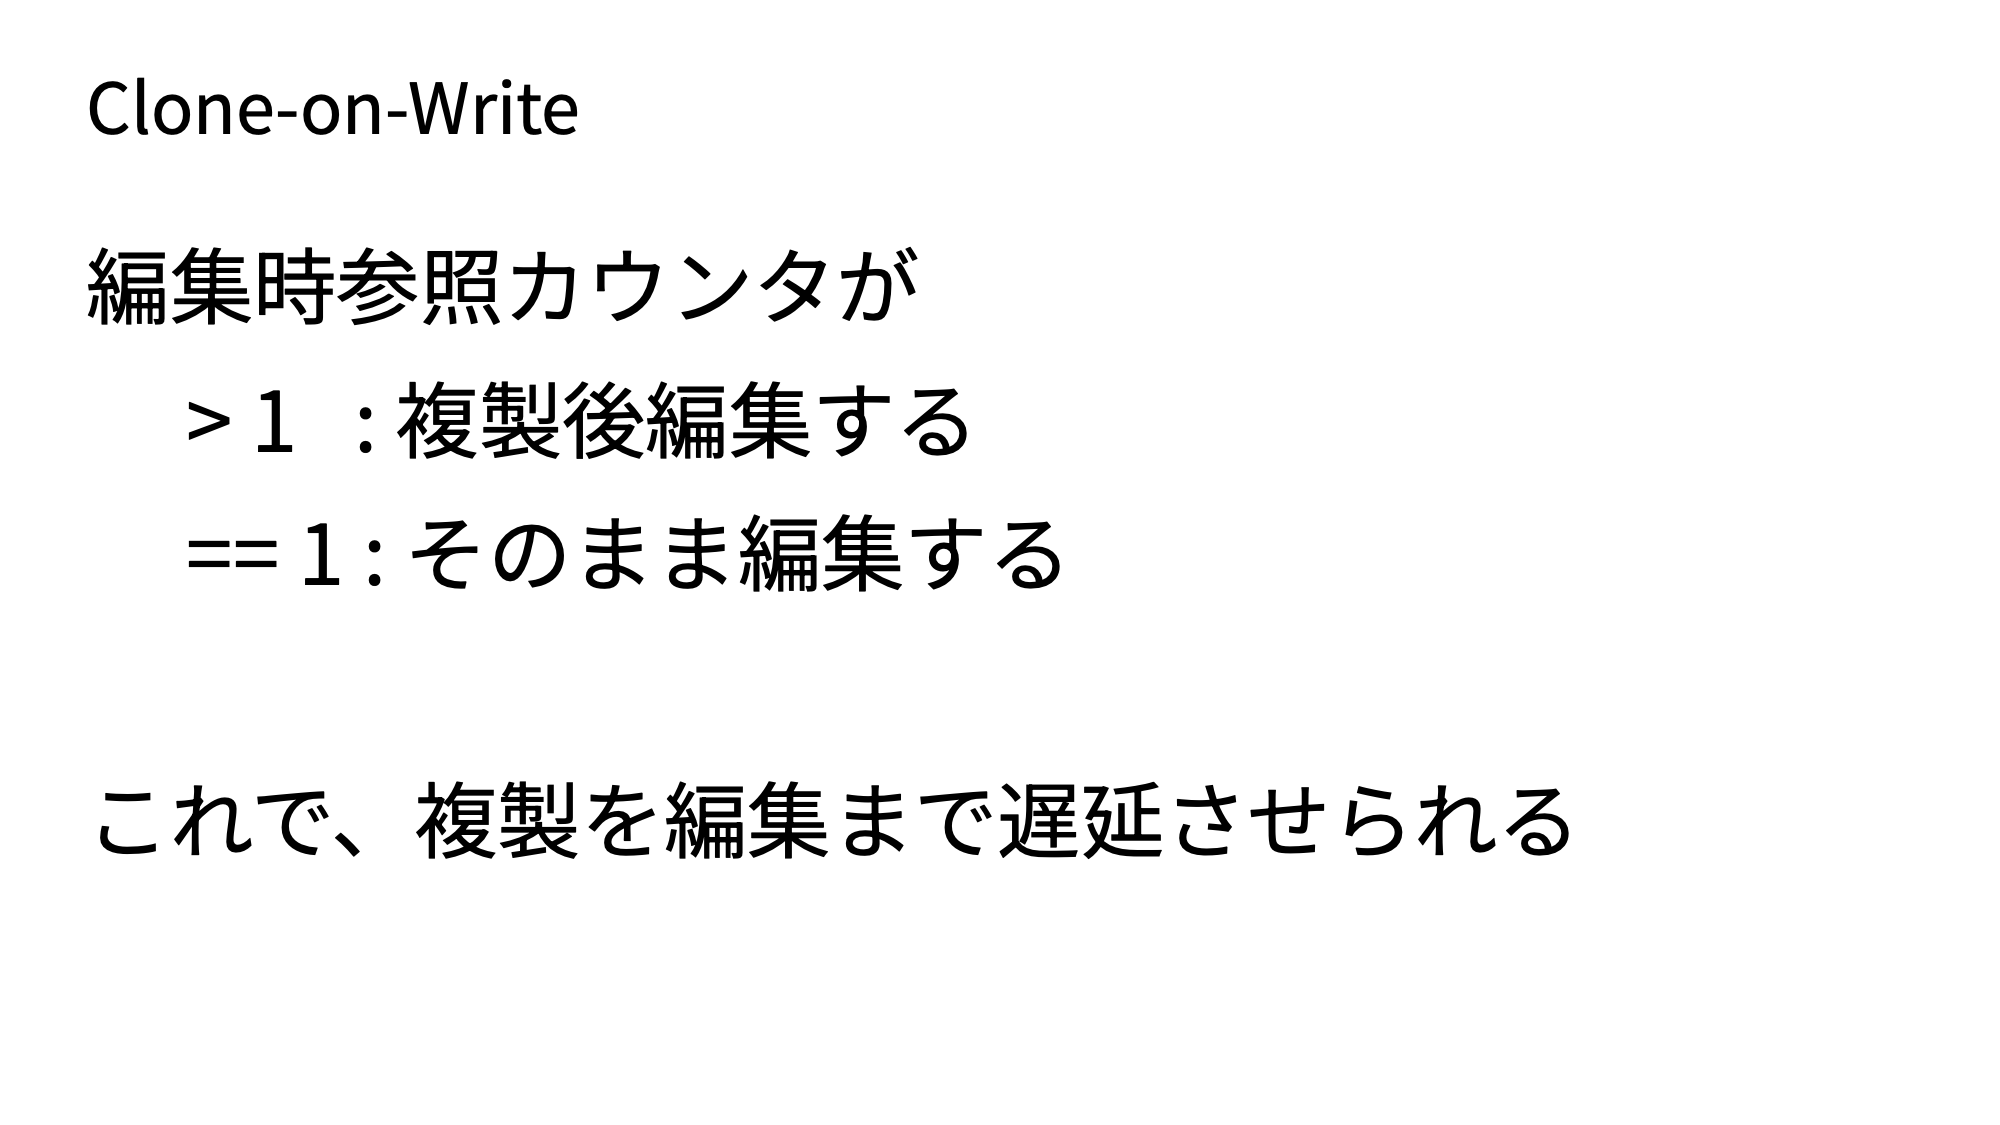 Clone-on-Write
編集時参照カウンタが
> 1 : 複製後編集する
== 1 : そのまま編集する
これで、複製を編集まで遅延させられる